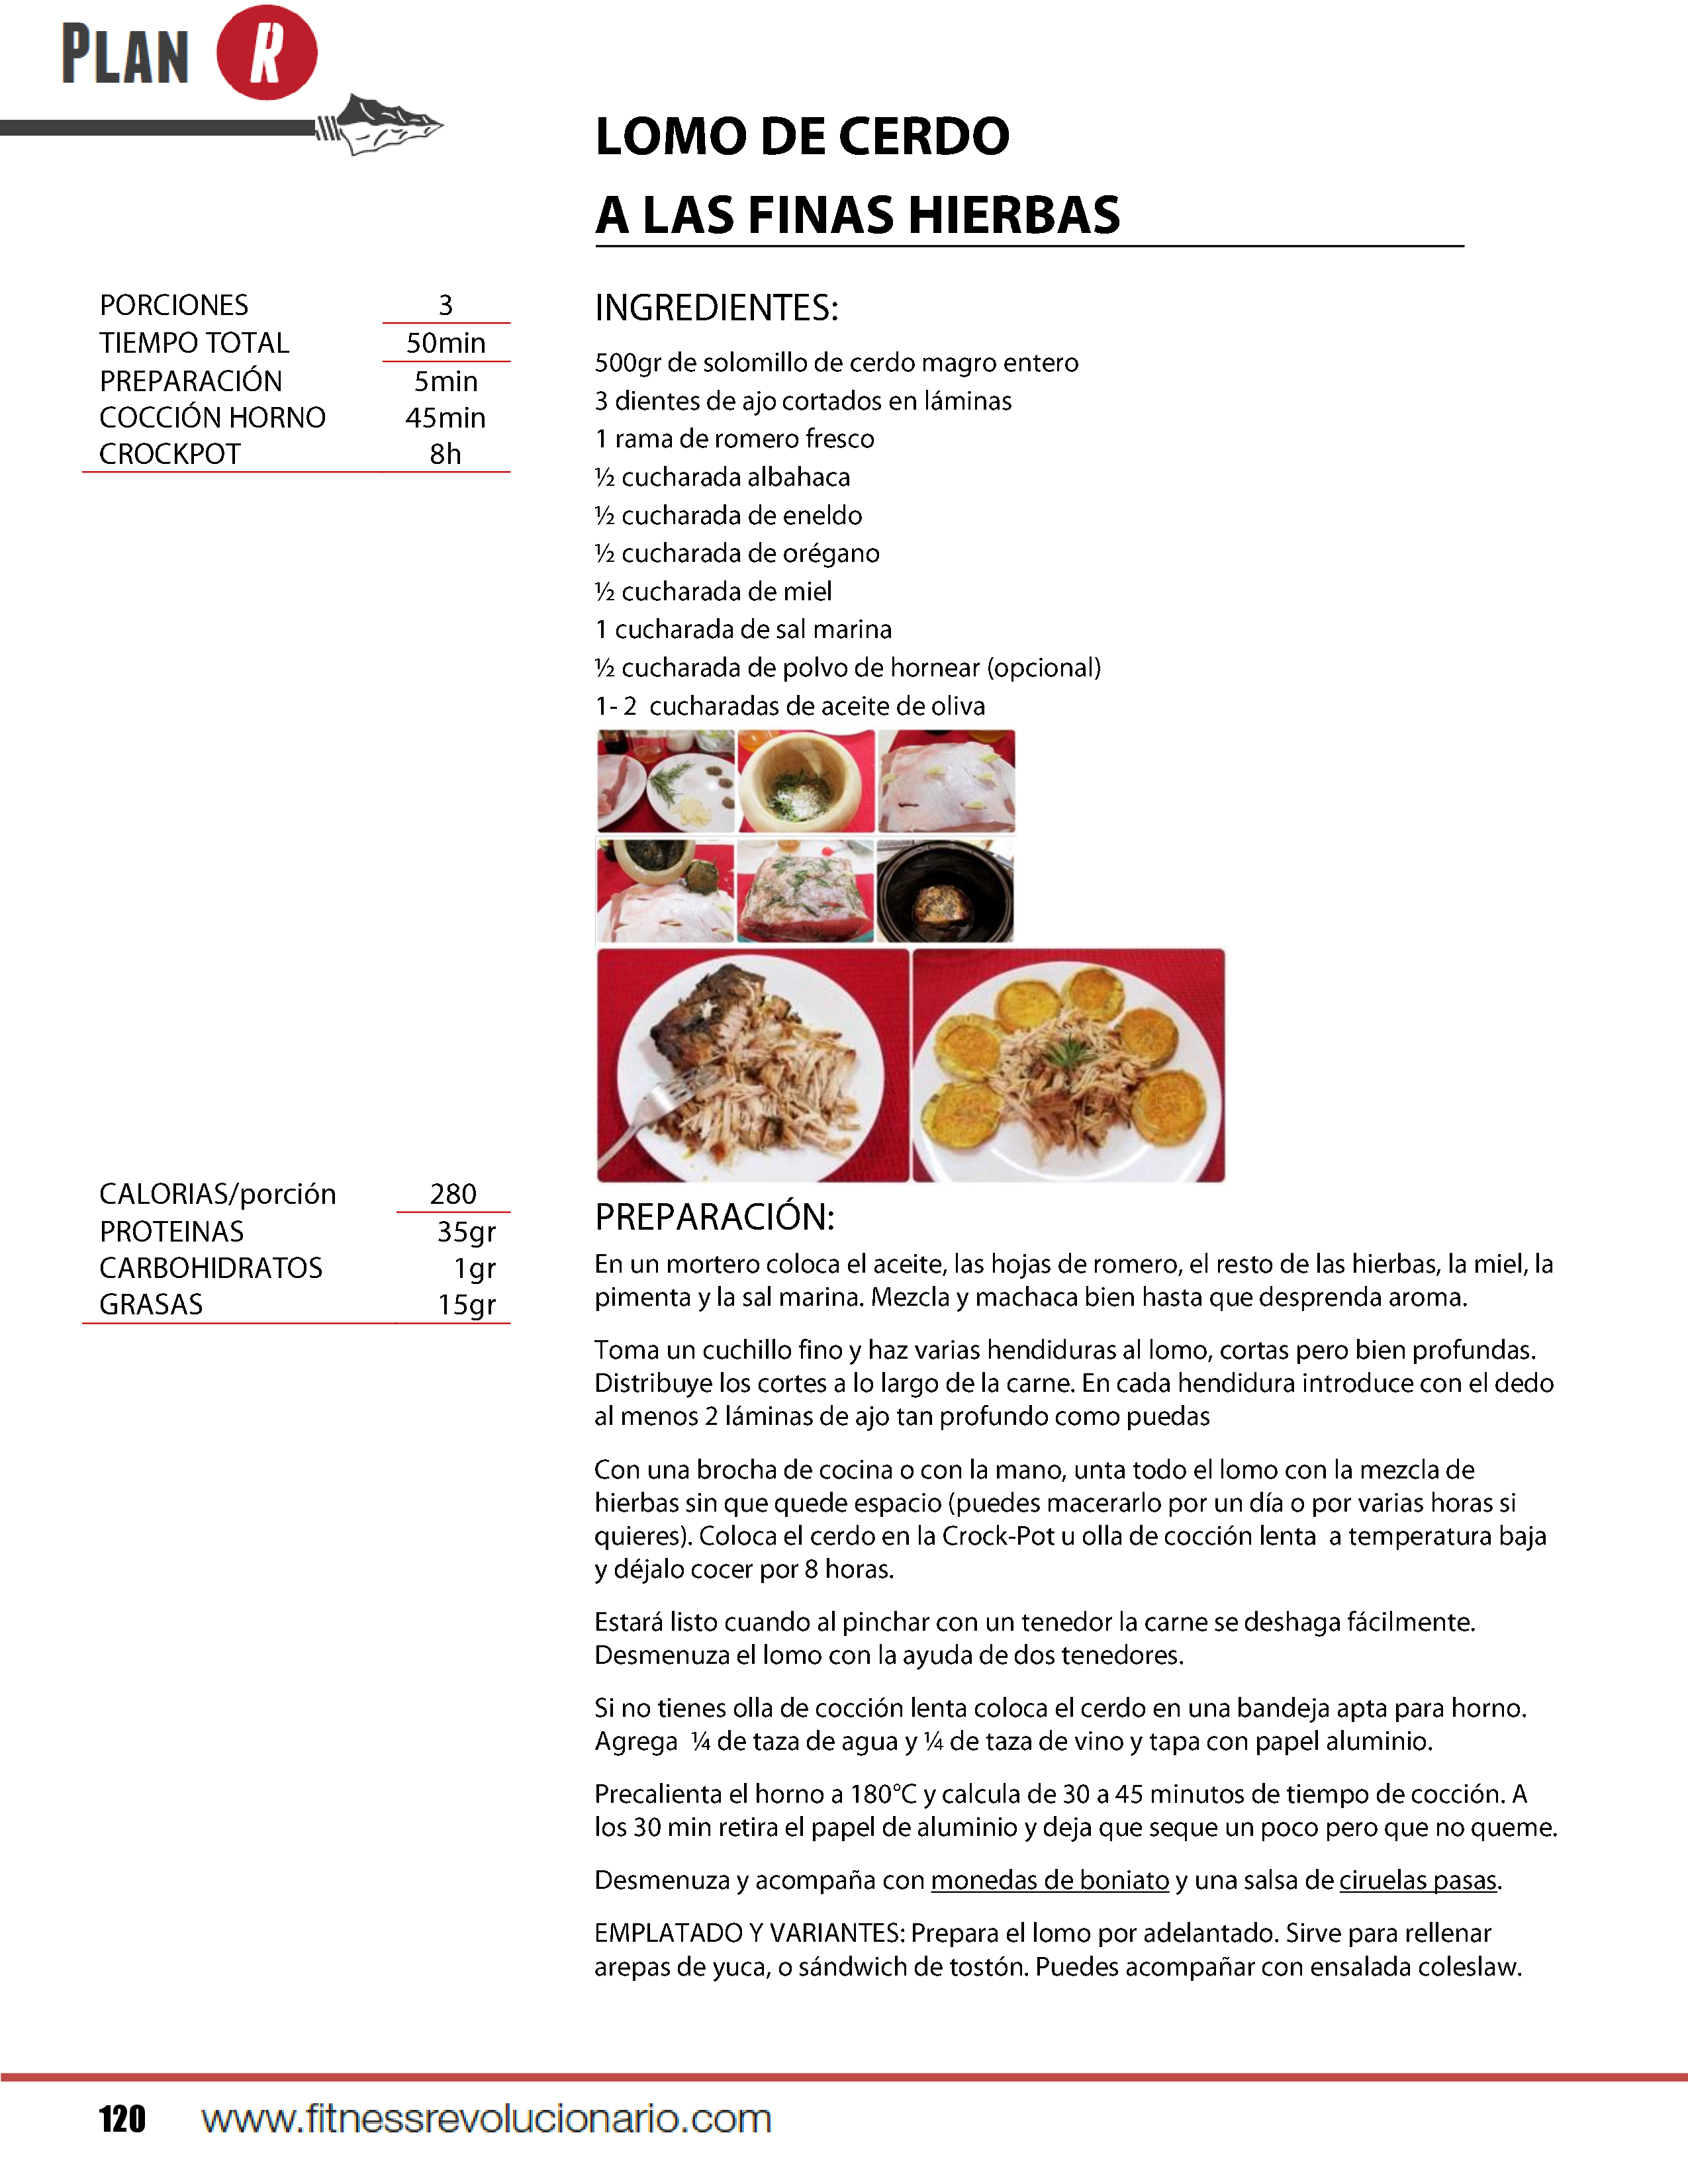 PLAN R
LOMO DE CERDO
A LAS FINAS HIERBAS
PORCIONES 3
TIEMPO TOTAL 50min
PREPARACIÓN 5min
COCCIÓN HORNO 45min
CROCKPOT 8h
INGREDIENTES:
500gr de solomillo de cerdo magro entero
3 dientes de ajo cortados en láminas
1 rama de romero fresco
½ cucharada albahaca
½ cucharada de eneldo
½ cucharada de orégano
½ cucharada de miel
1 cucharada de sal marina
½ cucharada de polvo de hornear (opcional)
1- 2 cucharadas de aceite de oliva
CALORIAS/porción 280
PROTEINAS 35gr
CARBOHIDRATOS 1gr
GRASAS 15gr
PREPARACIÓN:
En un mortero coloca el aceite, las hojas de romero, el resto de las hierbas, la miel, la
pimenta y la sal marina. Mezcla y machaca bien hasta que desprenda aroma.
Toma un cuchillo fino y haz varias hendiduras al lomo, cortas pero bien profundas.
Distribuye los cortes a lo largo de la carne. En cada hendidura introduce con el dedo
al menos 2 láminas de ajo tan profundo como puedas
Con una brocha de cocina o con la mano, unta todo el lomo con la mezcla de
hierbas sin que quede espacio (puedes macerarlo por un día o por varias horas si
quieres). Coloca el cerdo en la Crock-Pot u olla de cocción lenta a temperatura baja
y déjalo cocer por 8 horas.
Estará listo cuando al pinchar con un tenedor la carne se deshaga fácilmente.
Desmenuza el lomo con la ayuda de dos tenedores.
Si no tienes olla de cocción lenta coloca el cerdo en una bandeja apta para horno.
Agrega ¼ de taza de agua y ¼ de taza de vino y tapa con papel aluminio.
Precalienta el horno a 180°C y calcula de 30 a 45 minutos de tiempo de cocción. A
los 30 min retira el papel de aluminio y deja que seque un poco pero que no queme.
Desmenuza y acompaña con monedas de boniato y una salsa de ciruelas pasas.
EMPLATADO Y VARIANTES: Prepara el lomo por adelantado. Sirve para rellenar
arepas de yuca, o sándwich de tostón. Puedes acompañar con ensalada coleslaw.
120 www.fitnessrevolucionario.com